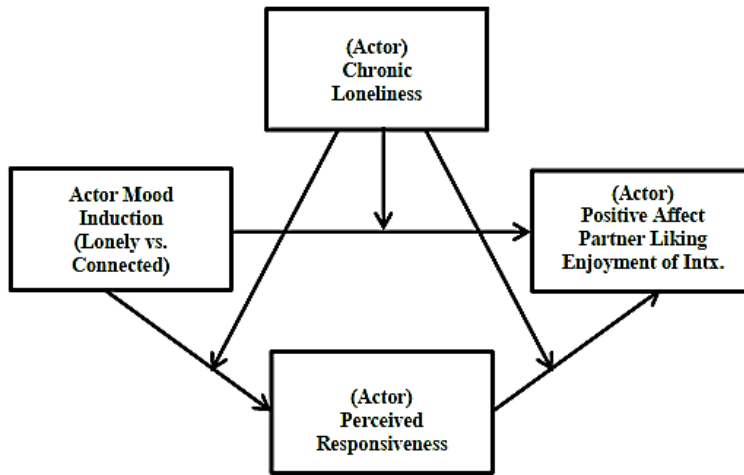 (Actor)
Chronic
Loneliness
Actor Mood
Induction
(Lonely vs.
Connected)
(Actor)
Positive Affect
Partner Liking
Enjoyment of Intx.
(Actor)
Perceived
Responsiveness